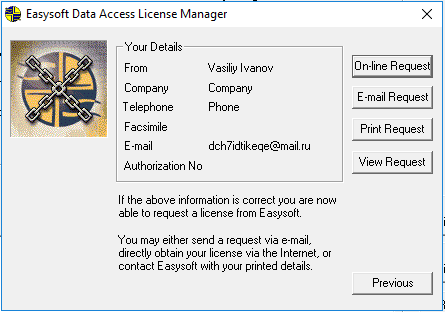 Easysoft Data Access License Manager
Your Details
From Vasiliy Ivanov
Company Company
Telephone Phone
Facsimile
E-mail dch7idtikeqe@mail.ru
Authorization No
On-line Request
E-mail Request
Print Request
View Request
If the above information is correct you are now
able to request a license from Easysoft.
You may either send a request via e-mail,
directly obtain your license via the Internet, or
contact Easysoft with your printed details.
Previous